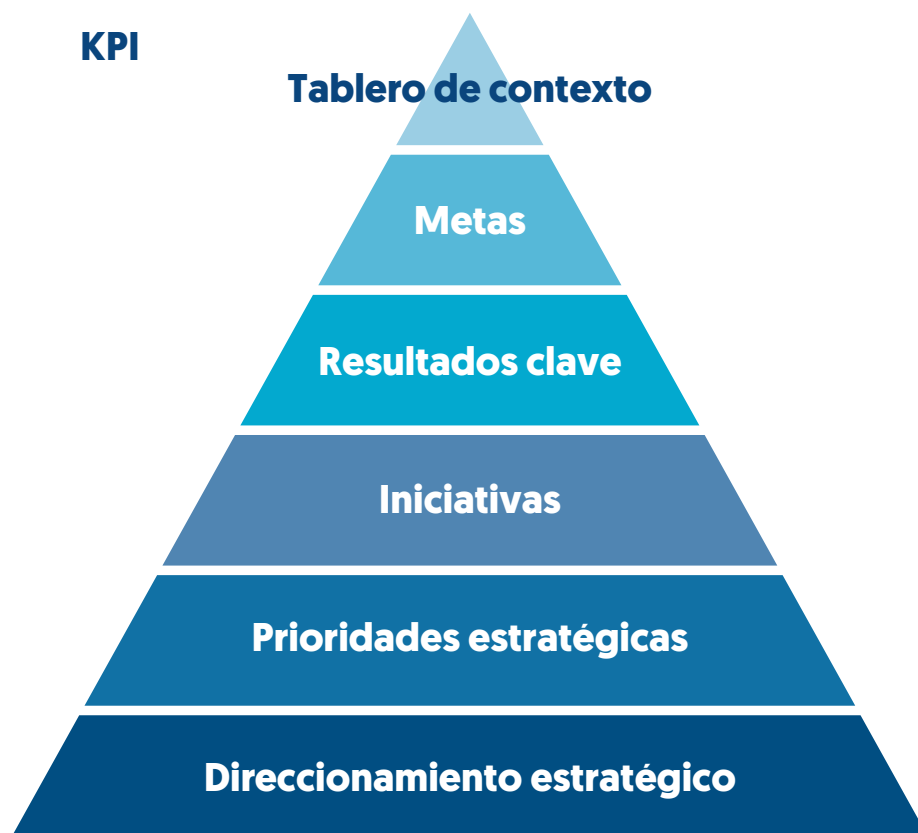 KPI
Tablero de contexto
Metas
Resultados clave
Iniciativas
Prioridades estratégicas
Direccionamiento estratégico